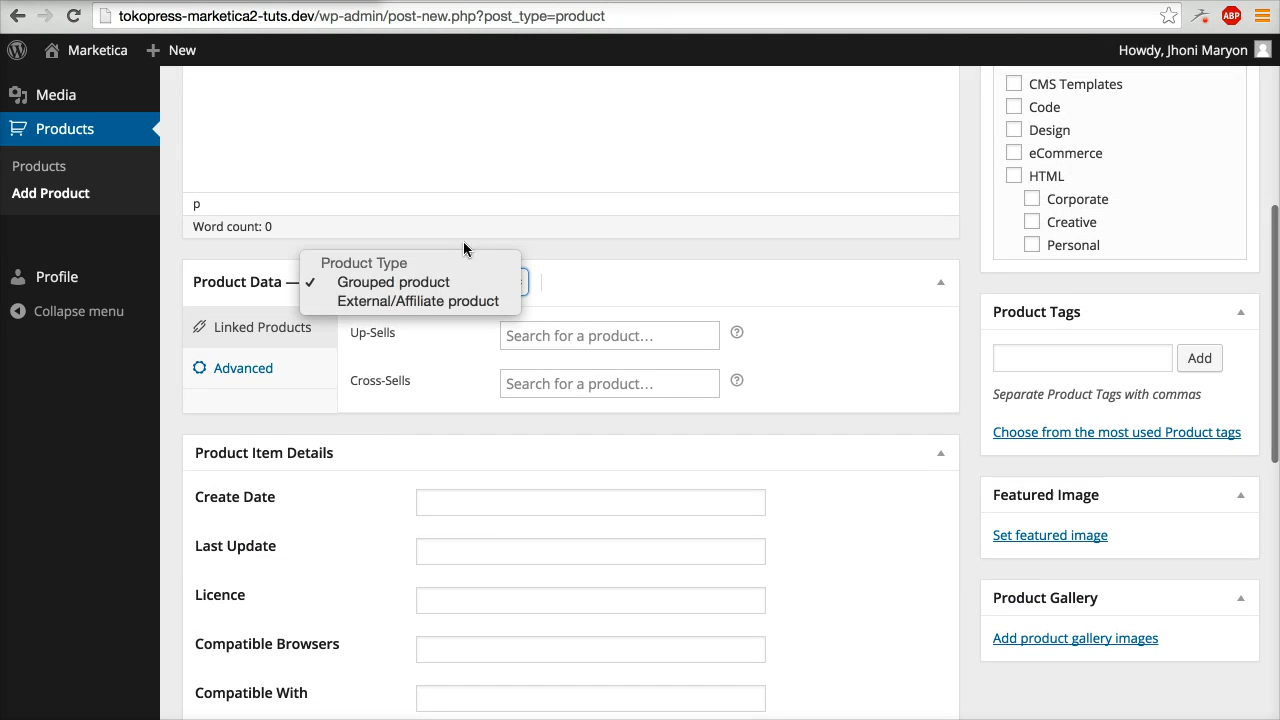 tokopress-marketica2-tuts.dev/wp-admin/post-new.php?post_type=product
ABP
Marketica
New
Howdy, Jhoni Maryon
Media
Products
Products
Add Product
Profile
Collapse menu
p
Word count: 0
Product Data —
Product Type
✓ Grouped product
External/Affiliate product
Linked Products
Advanced
Up-Sells
Search for a product…
Cross-Sells
Search for a product…
Product Item Details
Create Date
Last Update
Licence
Compatible Browsers
Compatible With
CMS Templates
Code
Design
eCommerce
HTML
Corporate
Creative
Personal
Product Tags
Add
Separate Product Tags with commas
Choose from the most used Product tags
Featured Image
Set featured image
Product Gallery
Add product gallery images